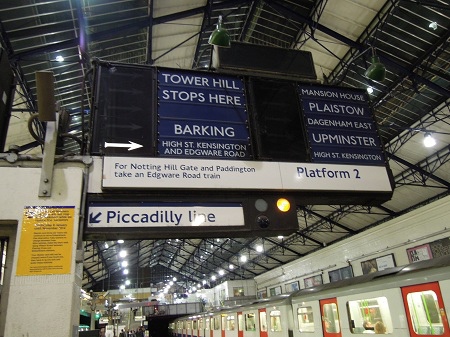 TOWER HILL
STOPS HERE
BARKING
HIGH ST. KENSINGTON
AND EDGWARE ROAD
MANSION HOUSE
PLAISTOW
DAGENHAM EAST
UPMINSTER
HIGH ST. KENSINGTON
For Notting Hill Gate and Paddington
take an Edgware Road train
Platform 2
Piccadilly line